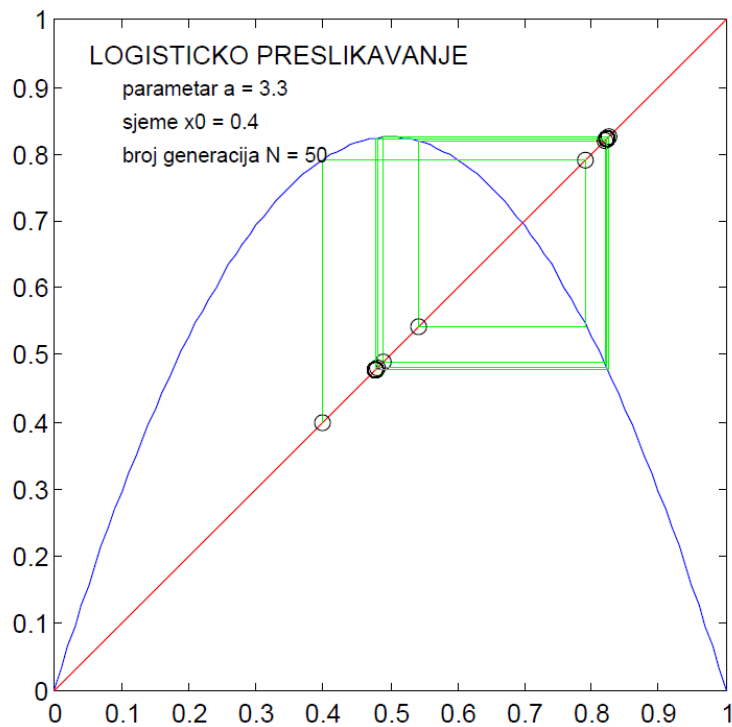 LOGISTICKO PRESLIKAVANJE
parametar a = 3.3
sjeme x0 = 0.4
broj generacija N = 50
1
0.9
0.8
0.7
0.6
0.5
0.4
0.3
0.2
0.1
0
0 0.1 0.2 0.3 0.4 0.5 0.6 0.7 0.8 0.9 1